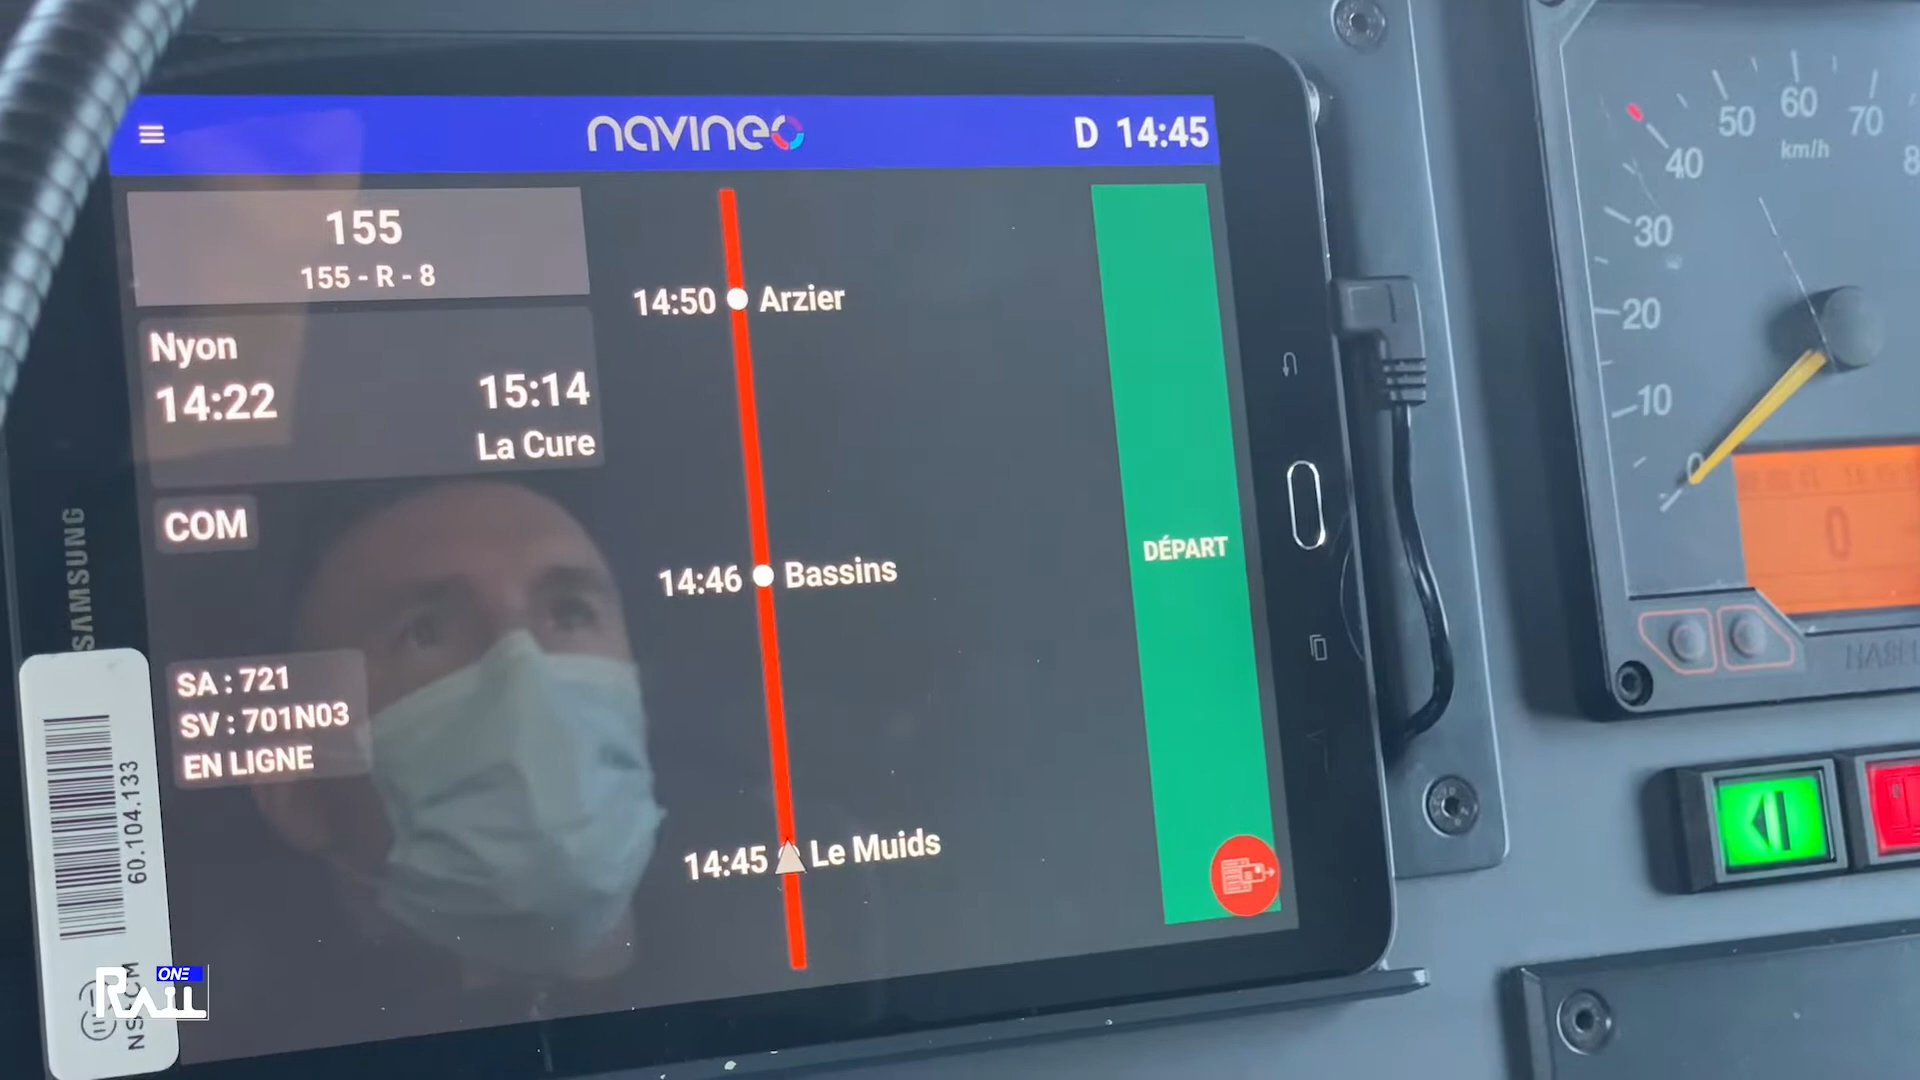 navineo
D 14:45
155
155 - R - 8
Nyon
14:22
15:14
La Cure
COM
SA : 721
SV : 701N03
EN LIGNE
14:50 Arzier
14:46 Bassins
14:45 Le Muids
DÉPART
SAMSUNG
60.104.133
NStCM
0
10
20
30
40
50
60
70
km/h
0
RAIL ONE